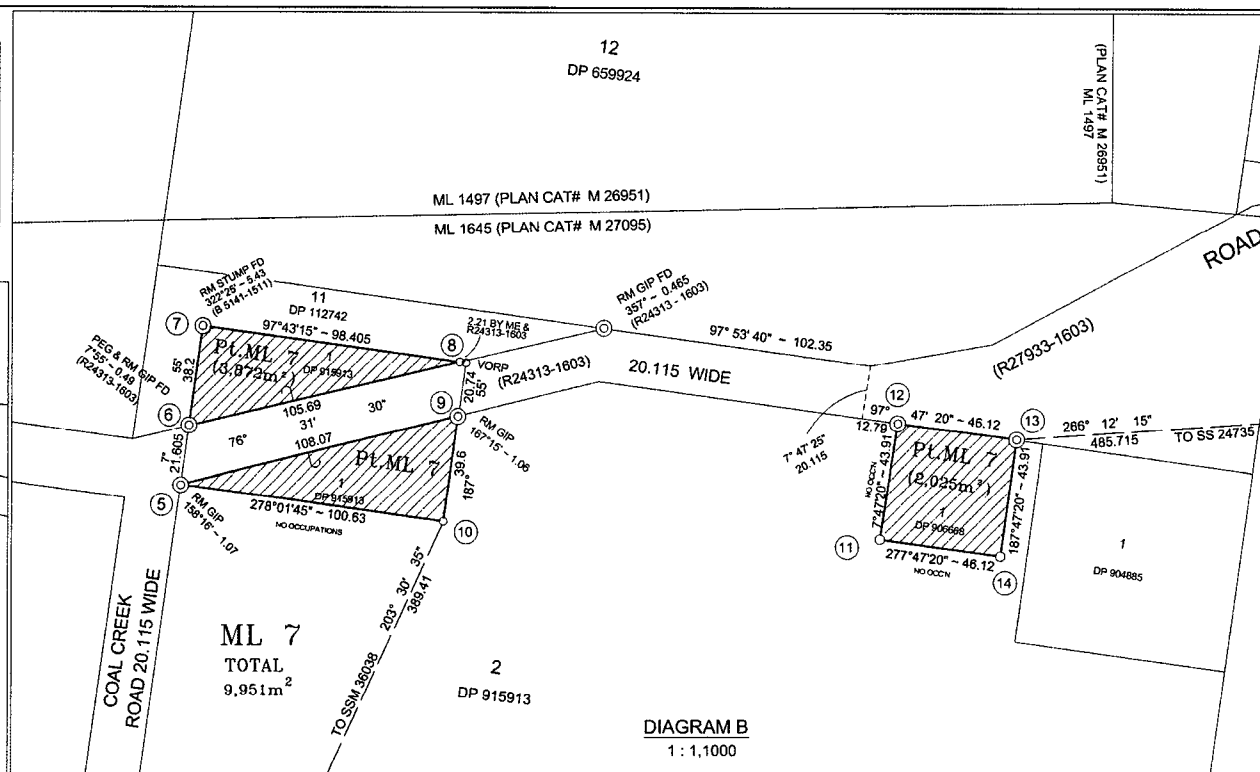 12
DP 659924
(PLAN CAT# M 26951)
ML 1497
ML 1497 (PLAN CAT# M 26951)
ML 1645 (PLAN CAT# M 27095)
ROAD
RM STUMP FD
322°25' ~ 5.43
(B 5141-1511)
11
DP 112742
RM GIP FD
357° ~ 0.465
(R24313 - 1603)
97°43'15" ~ 98.405
2.21 BY ME &
R24313-1603
97° 53' 40" ~ 102.35
(R27933-1603)
7
8
VORP
(R24313-1603)
20.115 WIDE
PEG & RM GIP FD
7°55' ~ 0.49
(R24313-1603)
55'
38.2
Pt.ML 7
1
DP 915913
(3,872m²)
20.74
55'
6
105.69
30"
31'
76°
108.07
9
RM GIP
167°15' ~ 1.06
7°
21.605
Pt.ML 7
1
DP 915913
39.6
187°
5
RM GIP
158°16' ~ 1.07
278°01'45" ~ 100.63
NO OCCUPATIONS
10
7° 47' 25"
20.115
12
97° 47' 20" ~ 46.12
12.79
13
266° 12' 15"
485.715
TO SS 24735
NO OCC'N
7°47'20" ~ 43.91
Pt.ML 7
(2,025m²)
1
DP 906668
187°47'20" ~ 43.91
11
277°47'20" ~ 46.12
NO OCC'N
14
1
DP 904885
203° 30' 35"
389.41
TO SSM 36038
COAL CREEK
ROAD 20.115 WIDE
ML 7
TOTAL
9,951m²
2
DP 915913
DIAGRAM B
1 : 1,1000